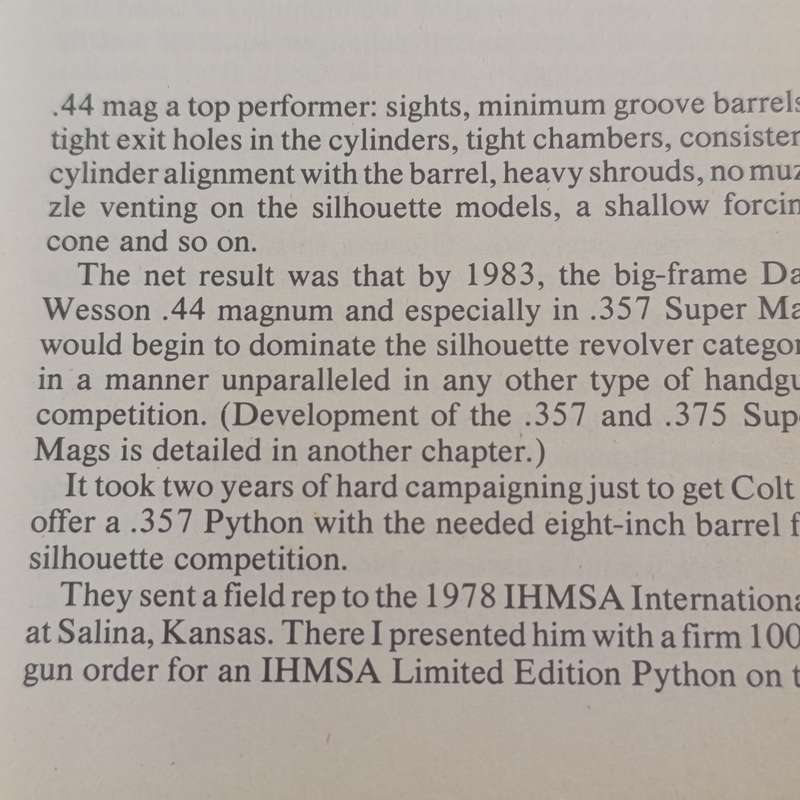 .44 mag a top performer: sights, minimum groove barrels
tight exit holes in the cylinders, tight chambers, consisten
cylinder alignment with the barrel, heavy shrouds, no muz
zle venting on the silhouette models, a shallow forcin
cone and so on.
The net result was that by 1983, the big-frame Da
Wesson .44 magnum and especially in .357 Super Ma
would begin to dominate the silhouette revolver categor
in a manner unparalleled in any other type of handgu
competition. (Development of the .357 and .375 Supe
Mags is detailed in another chapter.)
It took two years of hard campaigning just to get Colt
offer a .357 Python with the needed eight-inch barrel f
silhouette competition.
They sent a field rep to the 1978 IHMSA Internationa
at Salina, Kansas. There I presented him with a firm 100
gun order for an IHMSA Limited Edition Python on t